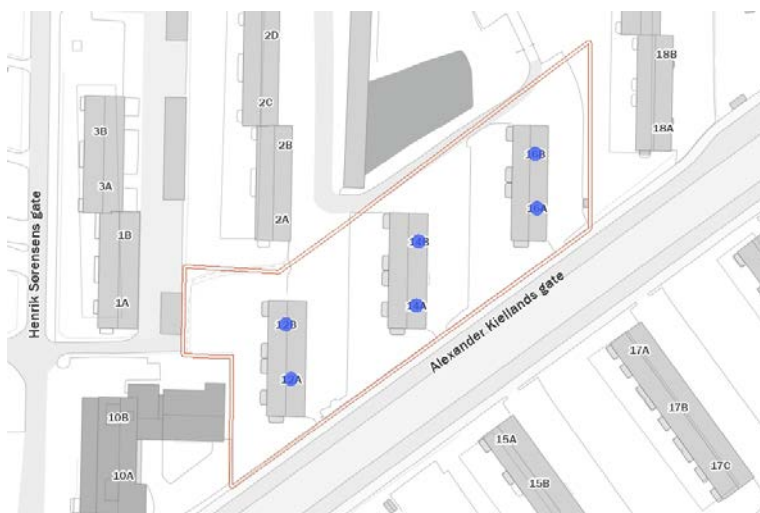 2D
18B
3B
2C
18A
2B
16B
3A
16A
2A
1B
14B
Henrik Sørensens gate
1A
14A
12B
Alexander Kiellands gate
17A
12A
10B
17B
15A
10A
17C
15B